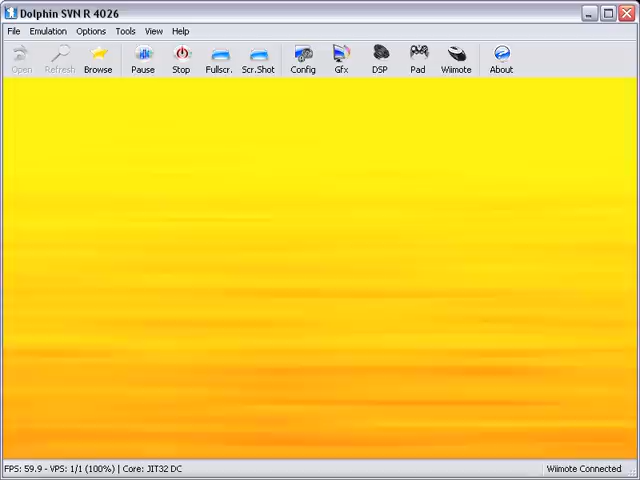 Dolphin SVN R 4026
File Emulation Options Tools View Help
Open Refresh Browse Pause Stop Fullscr. Scr.Shot Config Gfx DSP Pad Wiimote About
FPS: 59.9 - VPS: 1/1 (100%) | Core: JIT32 DC Wiimote Connected